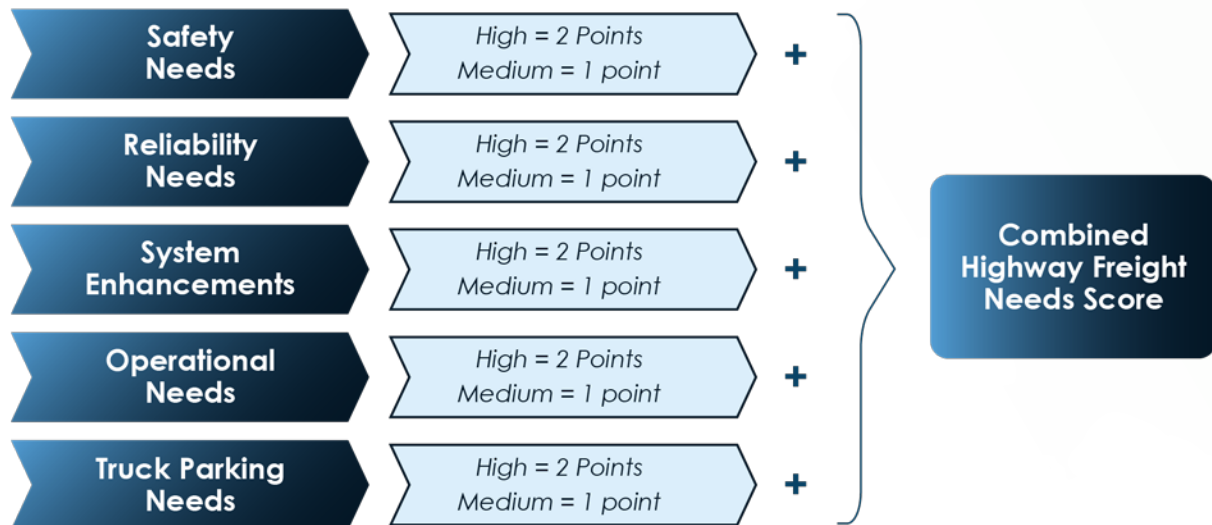 Safety
Needs
High = 2 Points
Medium = 1 point
+
Reliability
Needs
High = 2 Points
Medium = 1 point
+
System
Enhancements
High = 2 Points
Medium = 1 point
+
Operational
Needs
High = 2 Points
Medium = 1 point
+
Truck Parking
Needs
High = 2 Points
Medium = 1 point
+
Combined
Highway Freight
Needs Score